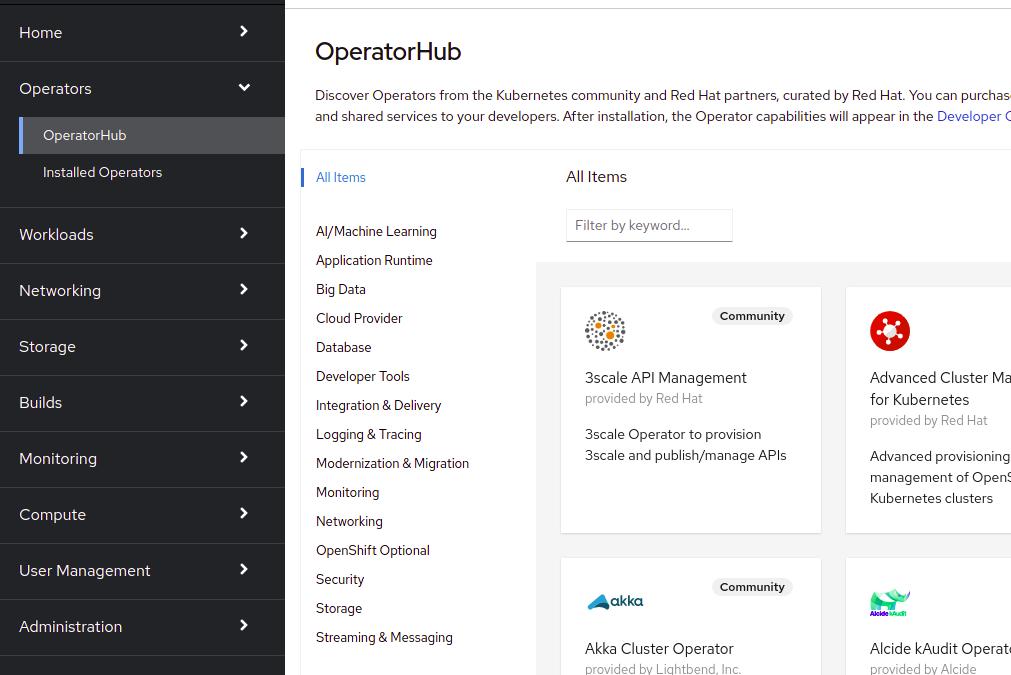 Home
Operators
OperatorHub
Installed Operators
Workloads
Networking
Storage
Builds
Monitoring
Compute
User Management
Administration
OperatorHub
Discover Operators from the Kubernetes community and Red Hat partners, curated by Red Hat. You can purchas
and shared services to your developers. After installation, the Operator capabilities will appear in the Developer
All Items
AI/Machine Learning
Application Runtime
Big Data
Cloud Provider
Database
Developer Tools
Integration & Delivery
Logging & Tracing
Modernization & Migration
Monitoring
Networking
OpenShift Optional
Security
Storage
Streaming & Messaging
All Items
Filter by keyword...
Community
3scale API Management
provided by Red Hat
3scale Operator to provision
3scale and publish/manage APIs
Advanced Cluster Ma
for Kubernetes
provided by Red Hat
Advanced provisioning
management of OpenS
Kubernetes clusters
akka
Community
Akka Cluster Operator
provided by Lightbend, Inc.
Alcide kAudit
Alcide kAudit Operato
provided by Alcide